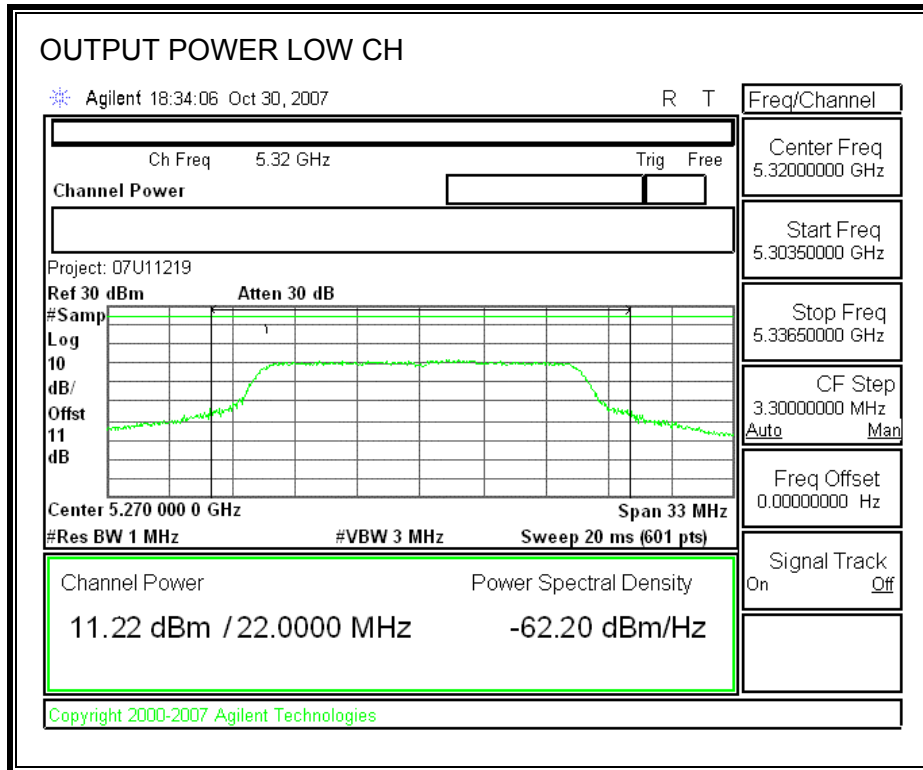 OUTPUT POWER LOW CH
Agilent 18:34:06 Oct 30, 2007 R T
Freq/Channel
Ch Freq 5.32 GHz Trig Free
Channel Power
Center Freq
5.32000000 GHz
Start Freq
5.30350000 GHz
Stop Freq
5.33650000 GHz
CF Step
3.30000000 MHz
Auto Man
Freq Offset
0.00000000 Hz
Signal Track
On Off
Project: 07U11219
Ref 30 dBm Atten 30 dB
#Samp
Log
10
dB/
Offst
11
dB
Center 5.270 000 0 GHz Span 33 MHz
#Res BW 1 MHz #VBW 3 MHz Sweep 20 ms (601 pts)
Channel Power Power Spectral Density
11.22 dBm / 22.0000 MHz -62.20 dBm/Hz
Copyright 2000-2007 Agilent Technologies